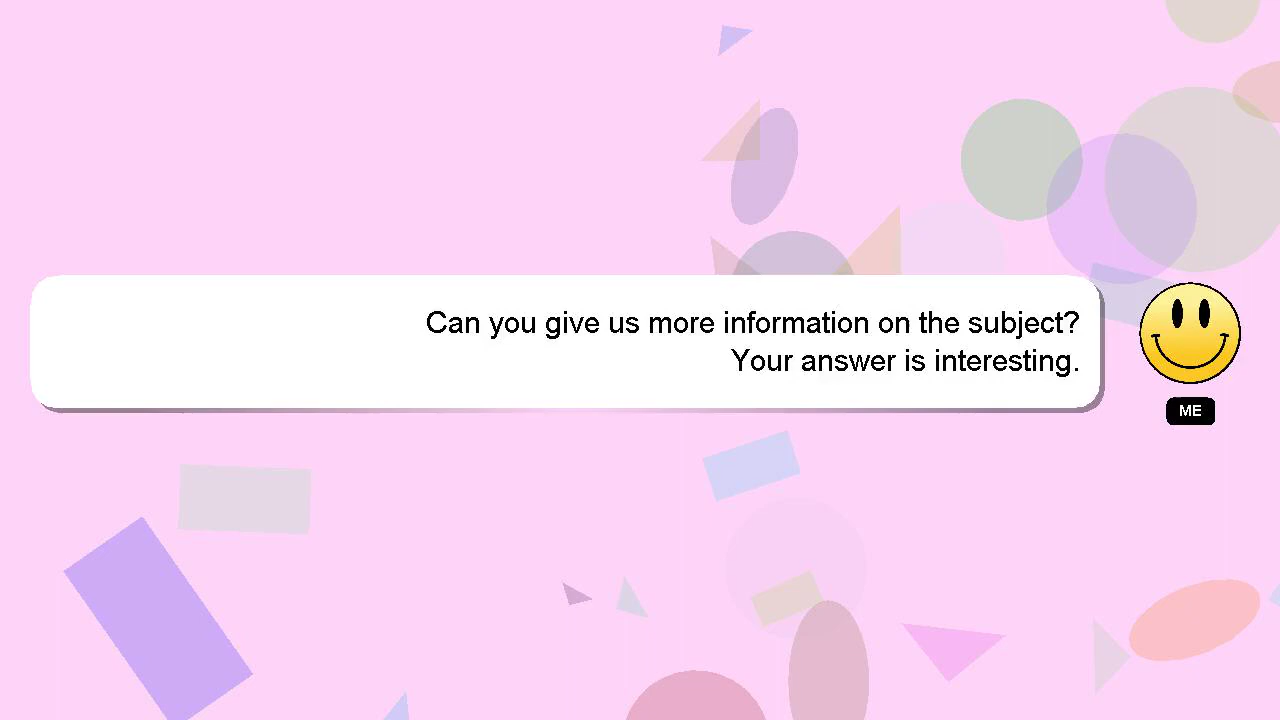 Can you give us more information on the subject?
Your answer is interesting.
ME